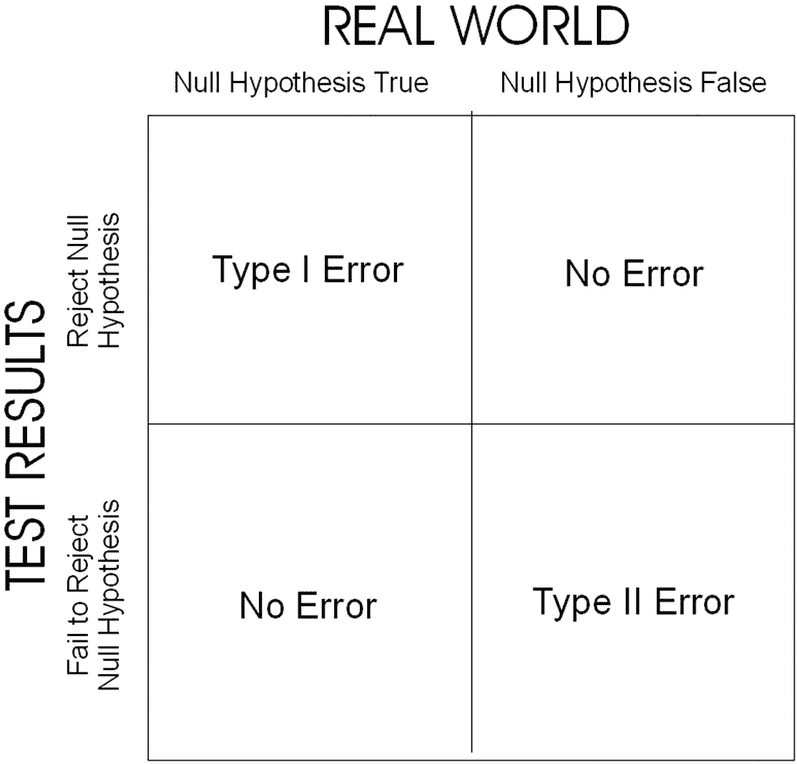 REAL WORLD
Null Hypothesis True
Null Hypothesis False
TEST RESULTS
Reject Null
Hypothesis
Type I Error
No Error
Fail to Reject
Null Hypothesis
No Error
Type II Error